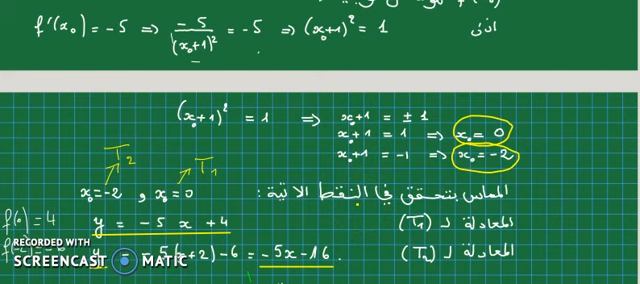 f'(x₀) = -5 ⟹ -5/(x₀+1)² = -5 ⟹ (x₀+1)² = 1 اذن
(x₀+1)² = 1 ⟹ x₀+1 = ± 1
x₀+1 = 1 ⟹ x₀ = 0
x₀+1 = -1 ⟹ x₀ = -2
T₂ T₁
المماس يتحقق في النقط الاتية : x₀ = 0 و x₀ = -2
f(0) = 4
المعادلة لـ (T₁) y = -5x + 4
المعادلة لـ (T₂) y = -5(x+2) - 6 = -5x - 16 .
RECORDED WITH
SCREENCAST MATIC